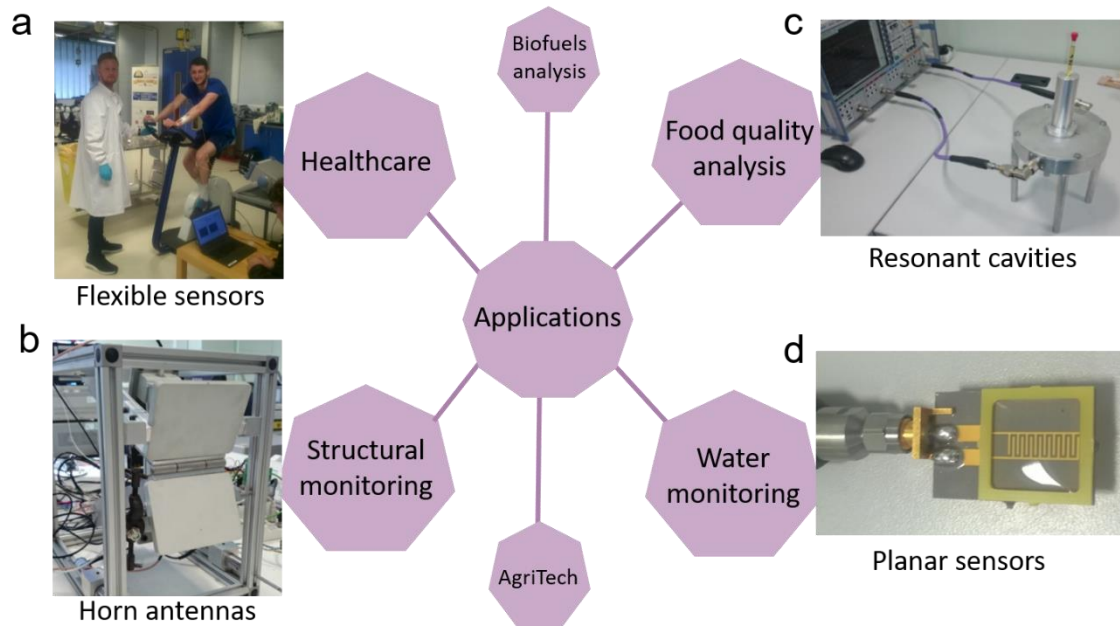 a
Biofuels
analysis
c
Healthcare
Food quality
analysis
Flexible sensors
Resonant cavities
Applications
b
d
Structural
monitoring
Water
monitoring
AgriTech
Horn antennas
Planar sensors